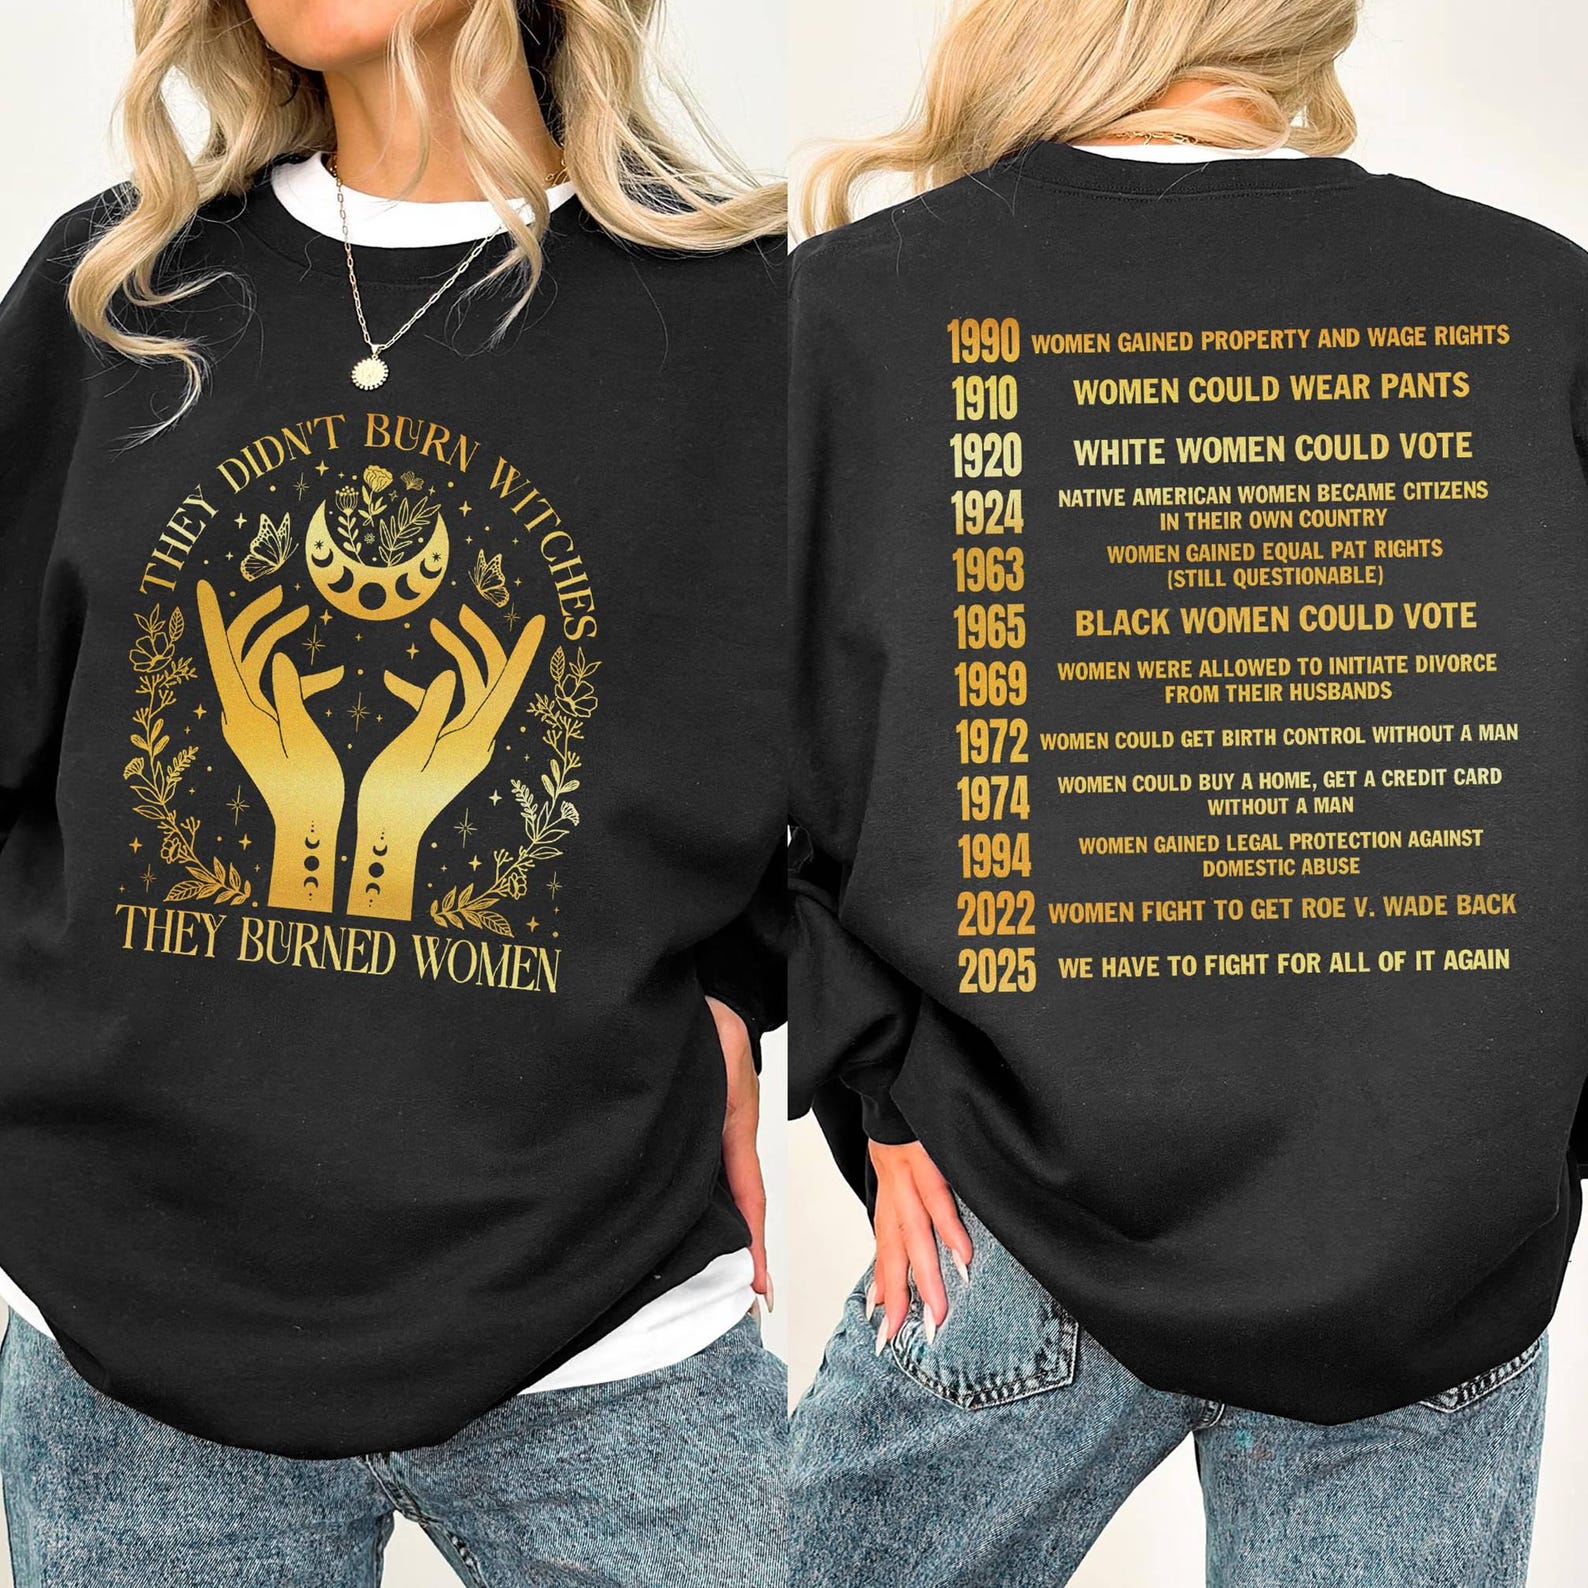 THEY DIDN'T BURN WITCHES
THEY BURNED WOMEN
1990 WOMEN GAINED PROPERTY AND WAGE RIGHTS
1910 WOMEN COULD WEAR PANTS
1920 WHITE WOMEN COULD VOTE
1924 NATIVE AMERICAN WOMEN BECAME CITIZENS
IN THEIR OWN COUNTRY
1963 WOMEN GAINED EQUAL PAT RIGHTS
(STILL QUESTIONABLE)
1965 BLACK WOMEN COULD VOTE
1969 WOMEN WERE ALLOWED TO INITIATE DIVORCE
FROM THEIR HUSBANDS
1972 WOMEN COULD GET BIRTH CONTROL WITHOUT A MAN
1974 WOMEN COULD BUY A HOME, GET A CREDIT CARD
WITHOUT A MAN
1994 WOMEN GAINED LEGAL PROTECTION AGAINST
DOMESTIC ABUSE
2022 WOMEN FIGHT TO GET ROE V. WADE BACK
2025 WE HAVE TO FIGHT FOR ALL OF IT AGAIN